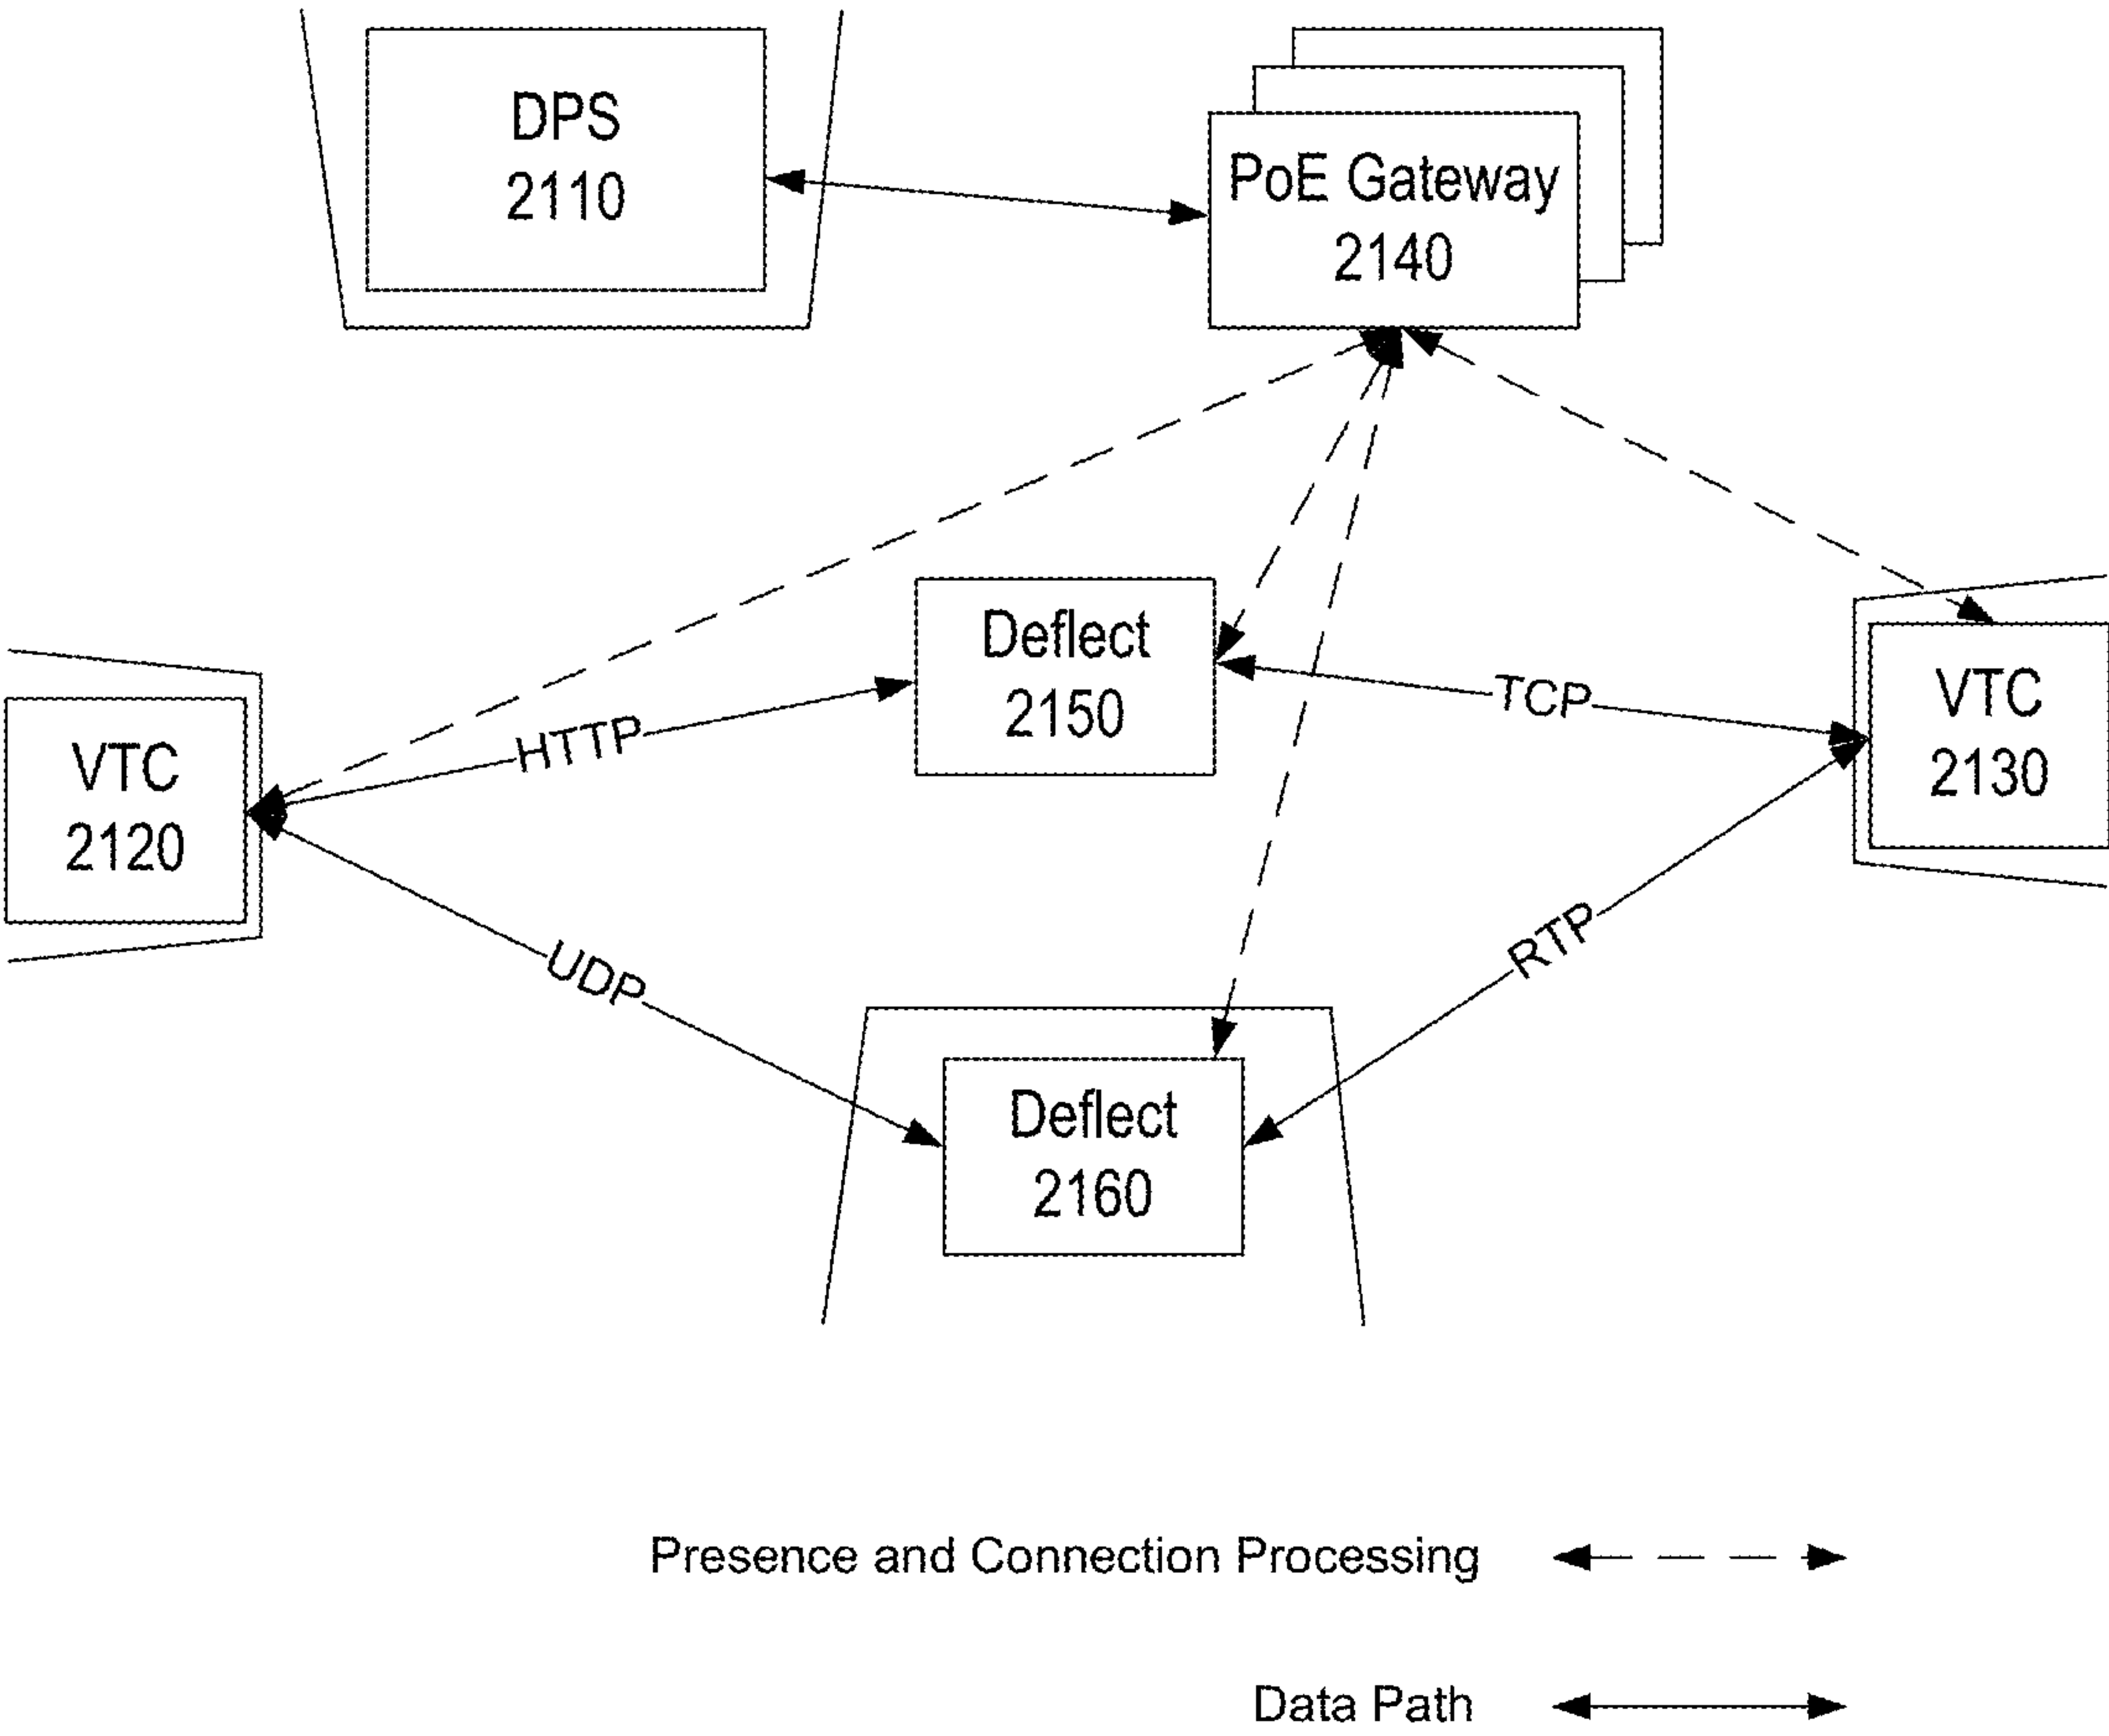 DPS
2110
PoE Gateway
2140
Deflect
2150
TCP
VTC
2130
HTTP
VTC
2120
UDP
RTP
Deflect
2160
Presence and Connection Processing
Data Path